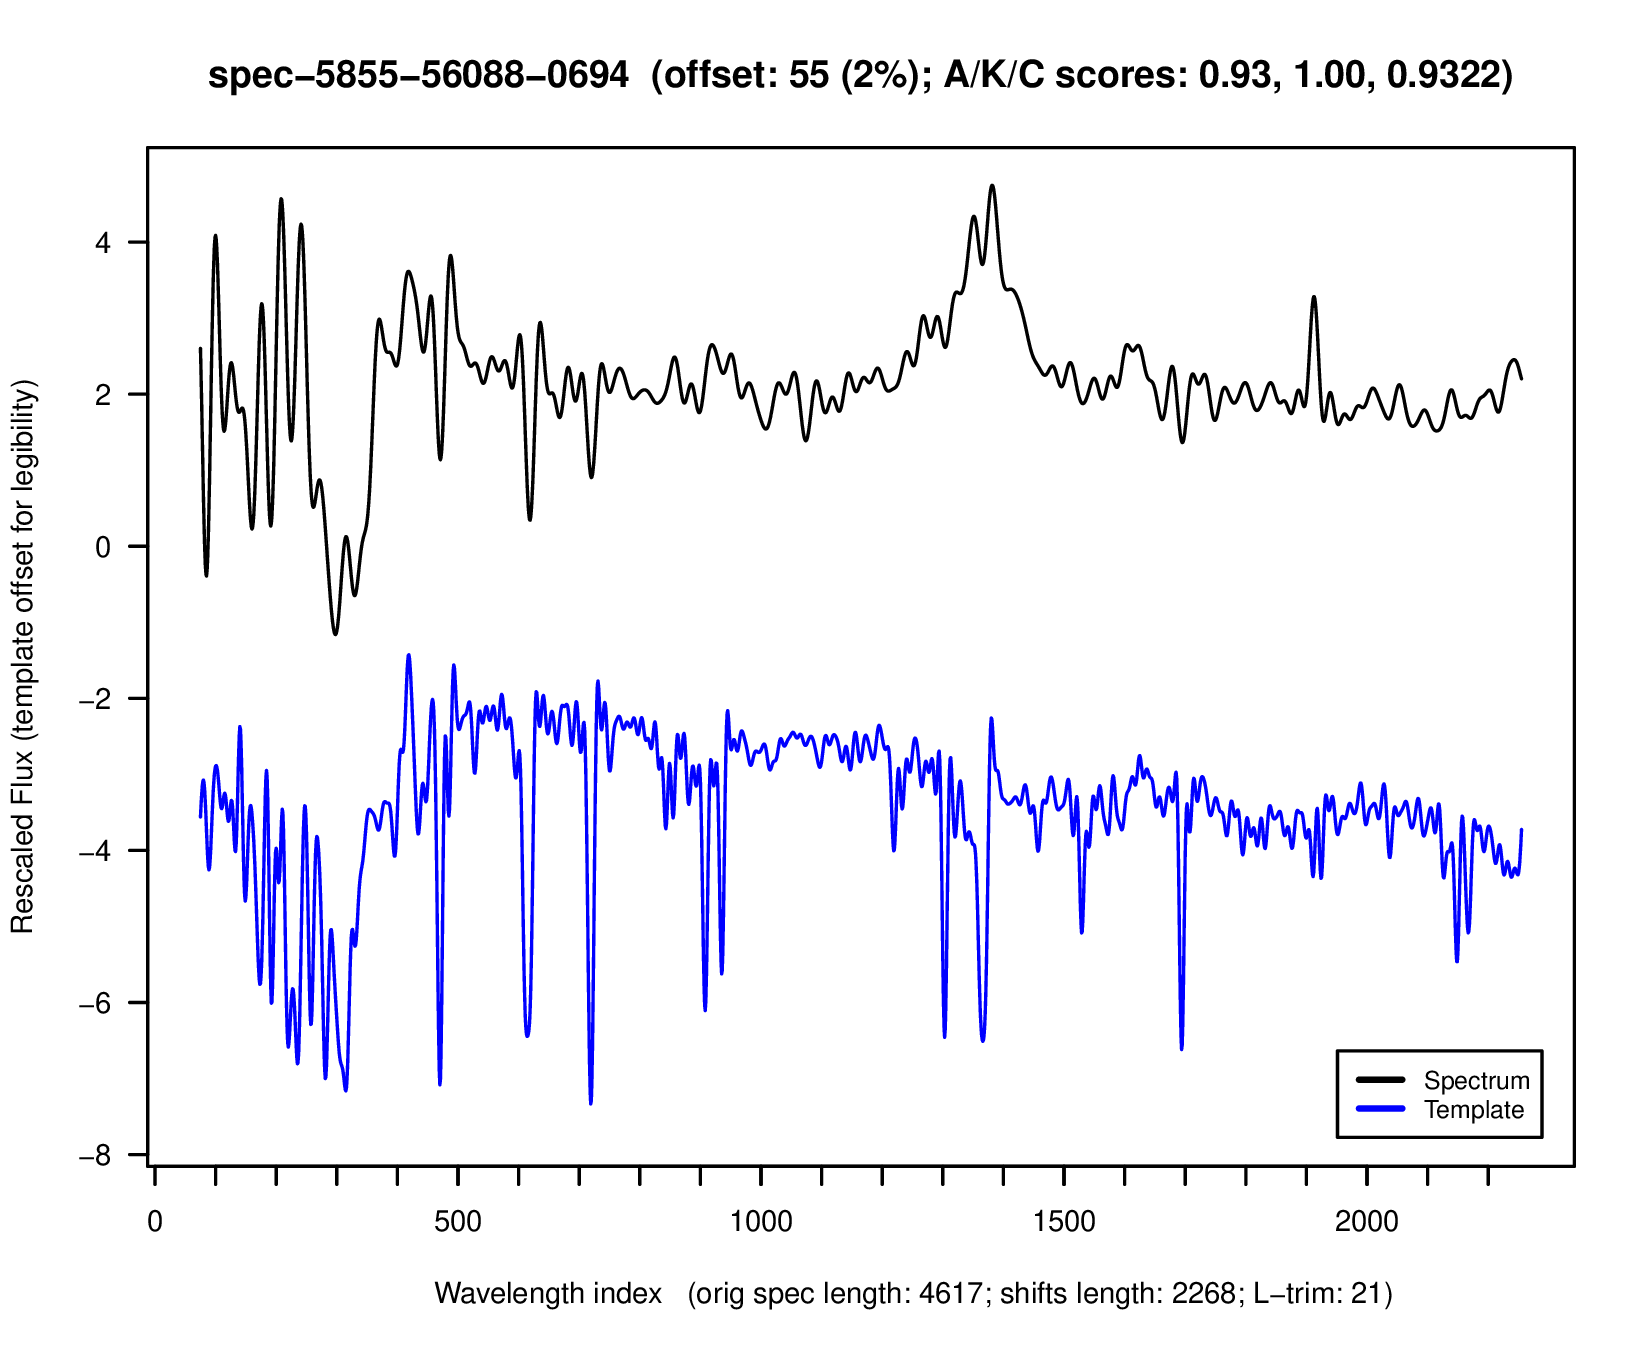 spec−5855−56088−0694  (offset: 55 (2%); A/K/C scores: 0.93, 1.00, 0.9322)
Rescaled Flux (template offset for legibility)
4
2
0
−2
−4
−6
−8
Spectrum
Template
0 500 1000 1500 2000
Wavelength index   (orig spec length: 4617; shifts length: 2268; L−trim: 21)